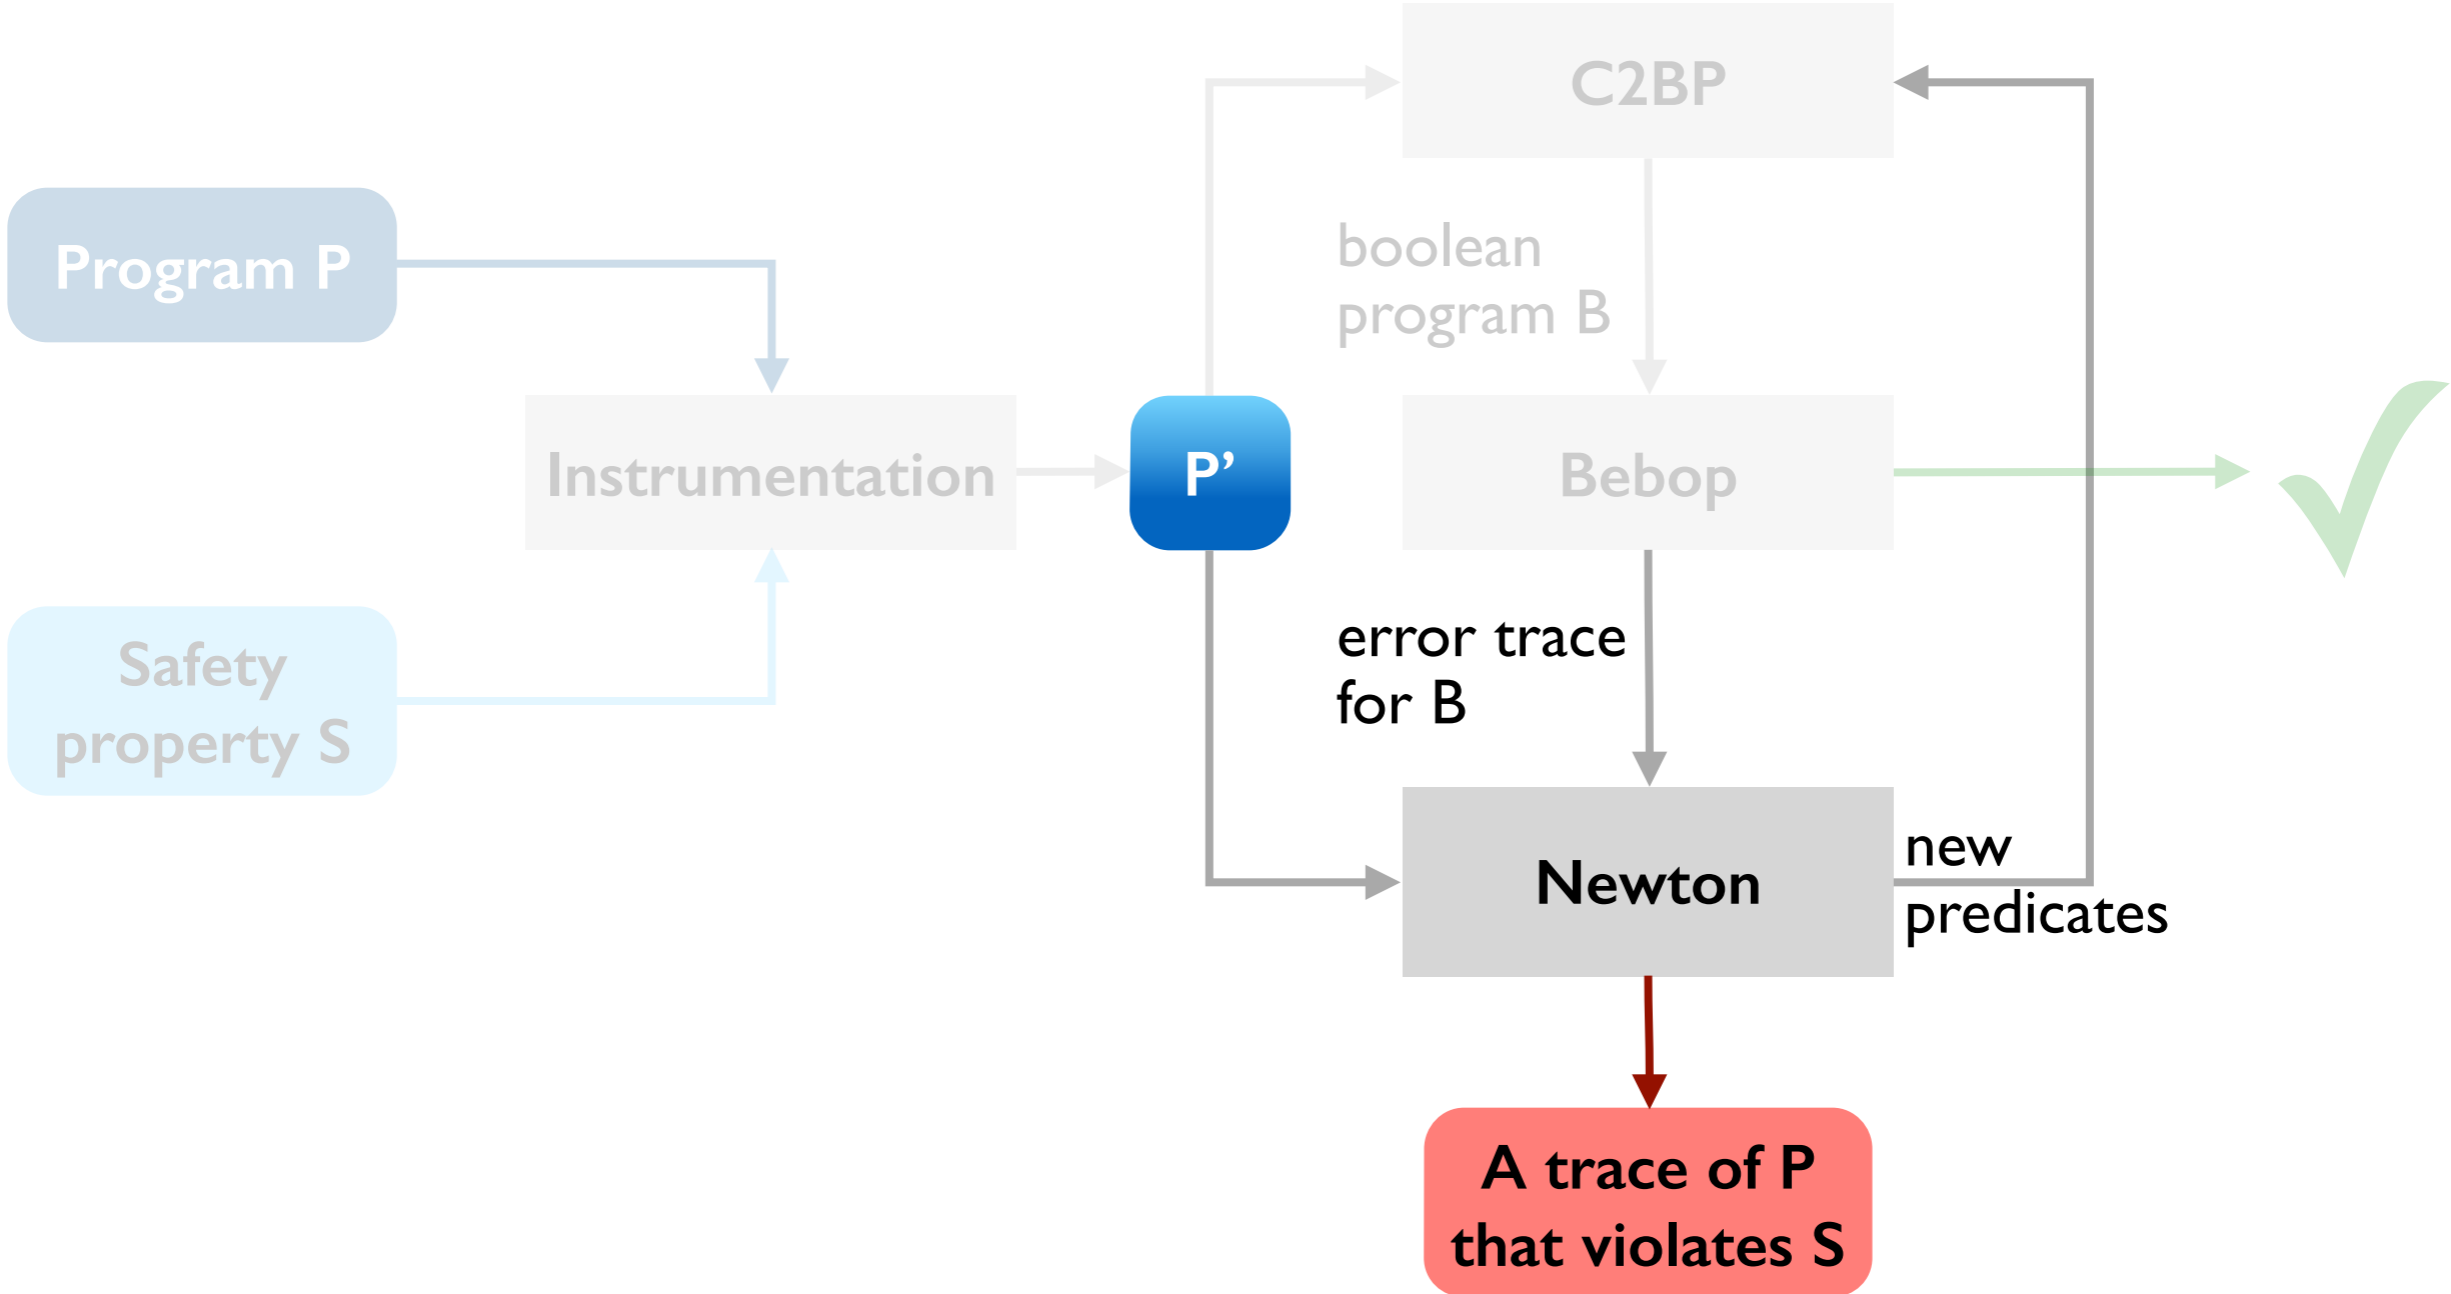 C2BP
Program P
boolean
program B
Instrumentation
P’
Bebop
Safety
property S
error trace
for B
Newton
new
predicates
A trace of P
that violates S